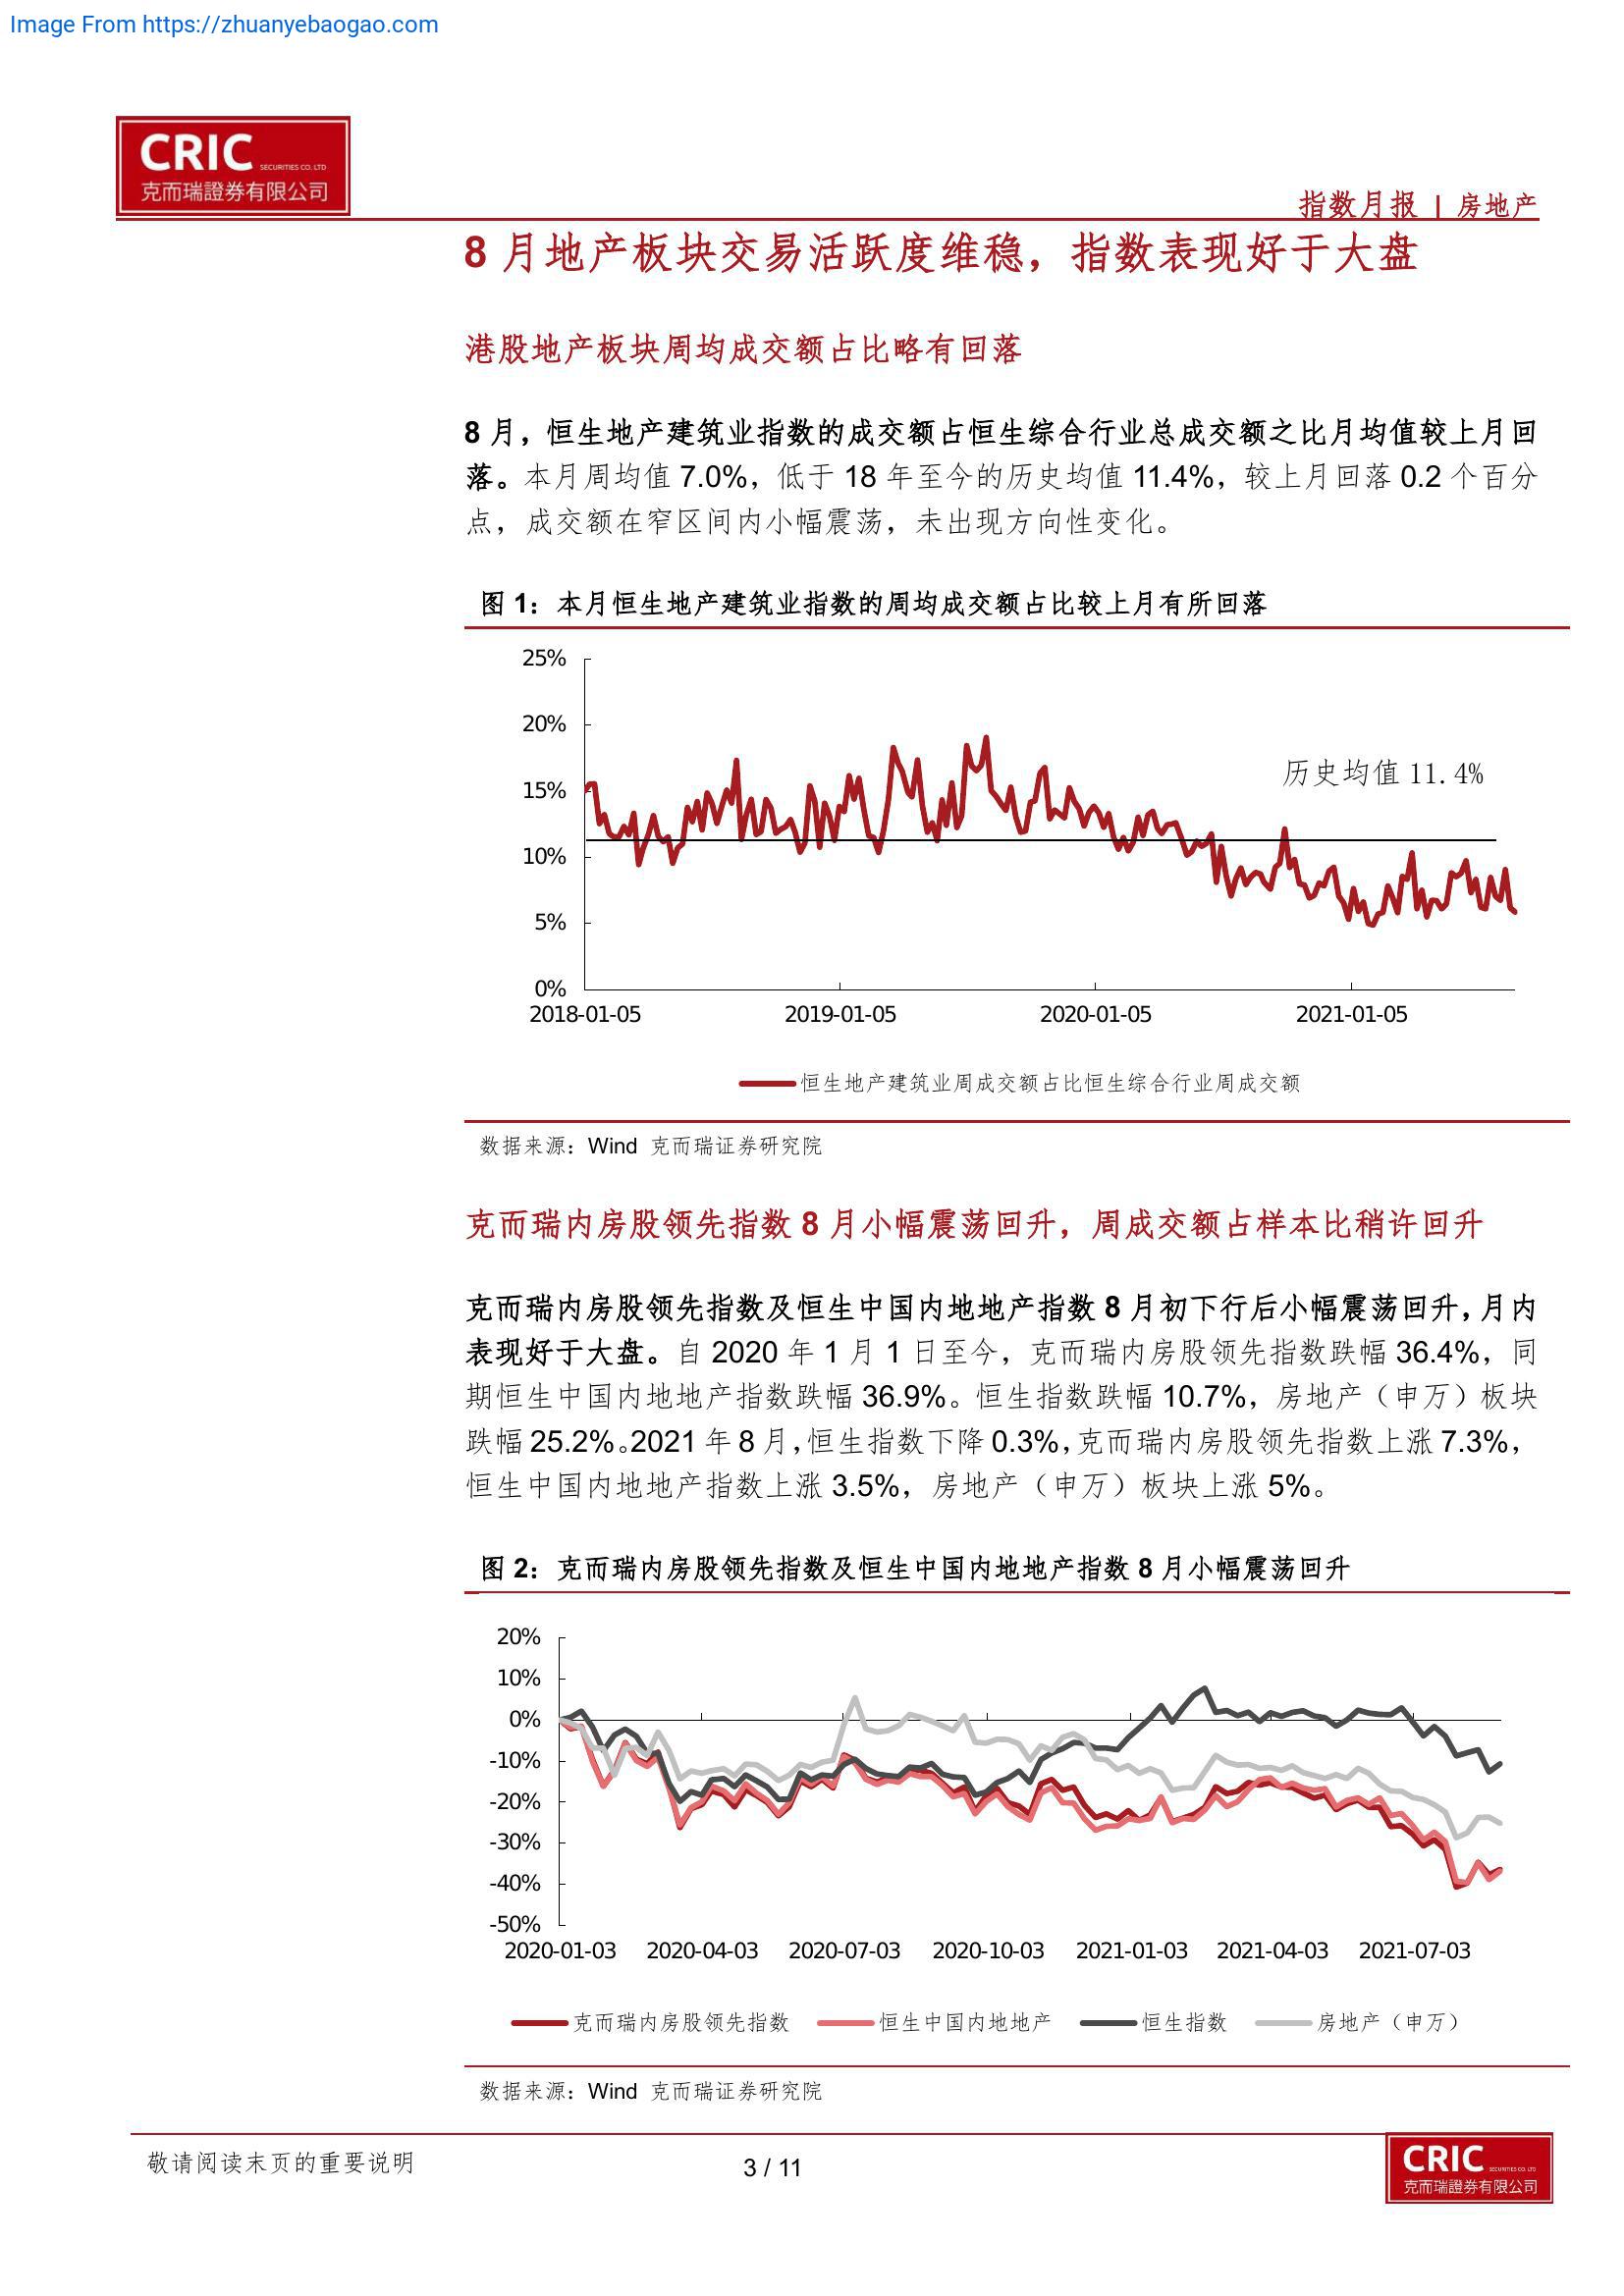 Image From https://zhuanyebaogao.com
CRIC SECURITIES CO. LTD
克而瑞證券有限公司
指数月报 | 房地产
8 月地产板块交易活跃度维稳，指数表现好于大盘
港股地产板块周均成交额占比略有回落
8 月，恒生地产建筑业指数的成交额占恒生综合行业总成交额之比月均值较上月回
落。本月周均值 7.0%，低于 18 年至今的历史均值 11.4%，较上月回落 0.2 个百分
点，成交额在窄区间内小幅震荡，未出现方向性变化。
图 1：本月恒生地产建筑业指数的周均成交额占比较上月有所回落
25%
20%
15%
10%
5%
0%
历史均值 11.4%
2018-01-05 2019-01-05 2020-01-05 2021-01-05
恒生地产建筑业周成交额占比恒生综合行业周成交额
数据来源：Wind 克而瑞证券研究院
克而瑞内房股领先指数 8 月小幅震荡回升，周成交额占样本比稍许回升
克而瑞内房股领先指数及恒生中国内地地产指数 8 月初下行后小幅震荡回升，月内
表现好于大盘。自 2020 年 1 月 1 日至今，克而瑞内房股领先指数跌幅 36.4%，同
期恒生中国内地地产指数跌幅 36.9%。恒生指数跌幅 10.7%，房地产（申万）板块
跌幅 25.2%。2021 年 8 月，恒生指数下降 0.3%，克而瑞内房股领先指数上涨 7.3%，
恒生中国内地地产指数上涨 3.5%，房地产（申万）板块上涨 5%。
图 2：克而瑞内房股领先指数及恒生中国内地地产指数 8 月小幅震荡回升
20%
10%
0%
-10%
-20%
-30%
-40%
-50%
2020-01-03 2020-04-03 2020-07-03 2020-10-03 2021-01-03 2021-04-03 2021-07-03
克而瑞内房股领先指数 恒生中国内地地产 恒生指数 房地产（申万）
数据来源：Wind 克而瑞证券研究院
敬请阅读末页的重要说明
3 / 11
CRIC SECURITIES CO. LTD
克而瑞證券有限公司